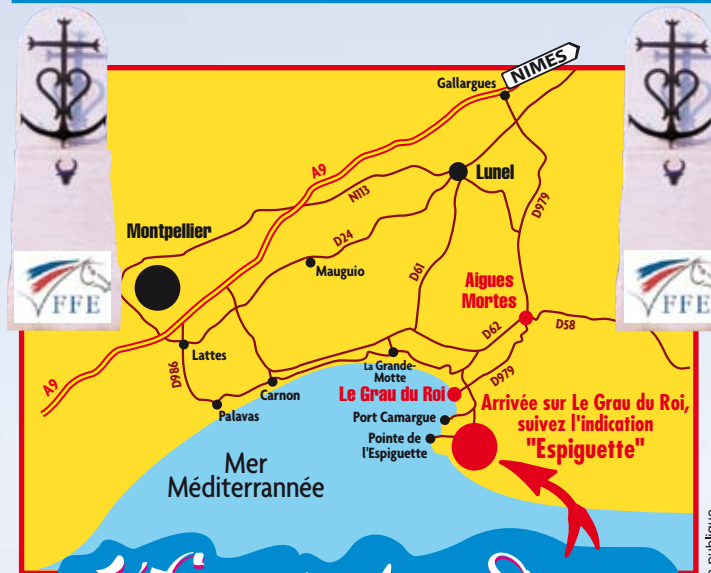 NIMES
Gallargues
A9
N113
Lunel
D979
Montpellier
D24
Mauguio
D61
Aigues
Mortes
FFE
FFE
D62
D58
Lattes
La Grande-
Motte
D986
D979
A9
Carnon
Le Grau du Roi
Palavas
Port Camargue
Arrivée sur Le Grau du Roi,
suivez l'indication
"Espiguette"
Pointe de
l'Espiguette
Mer
Méditerrannée
publique